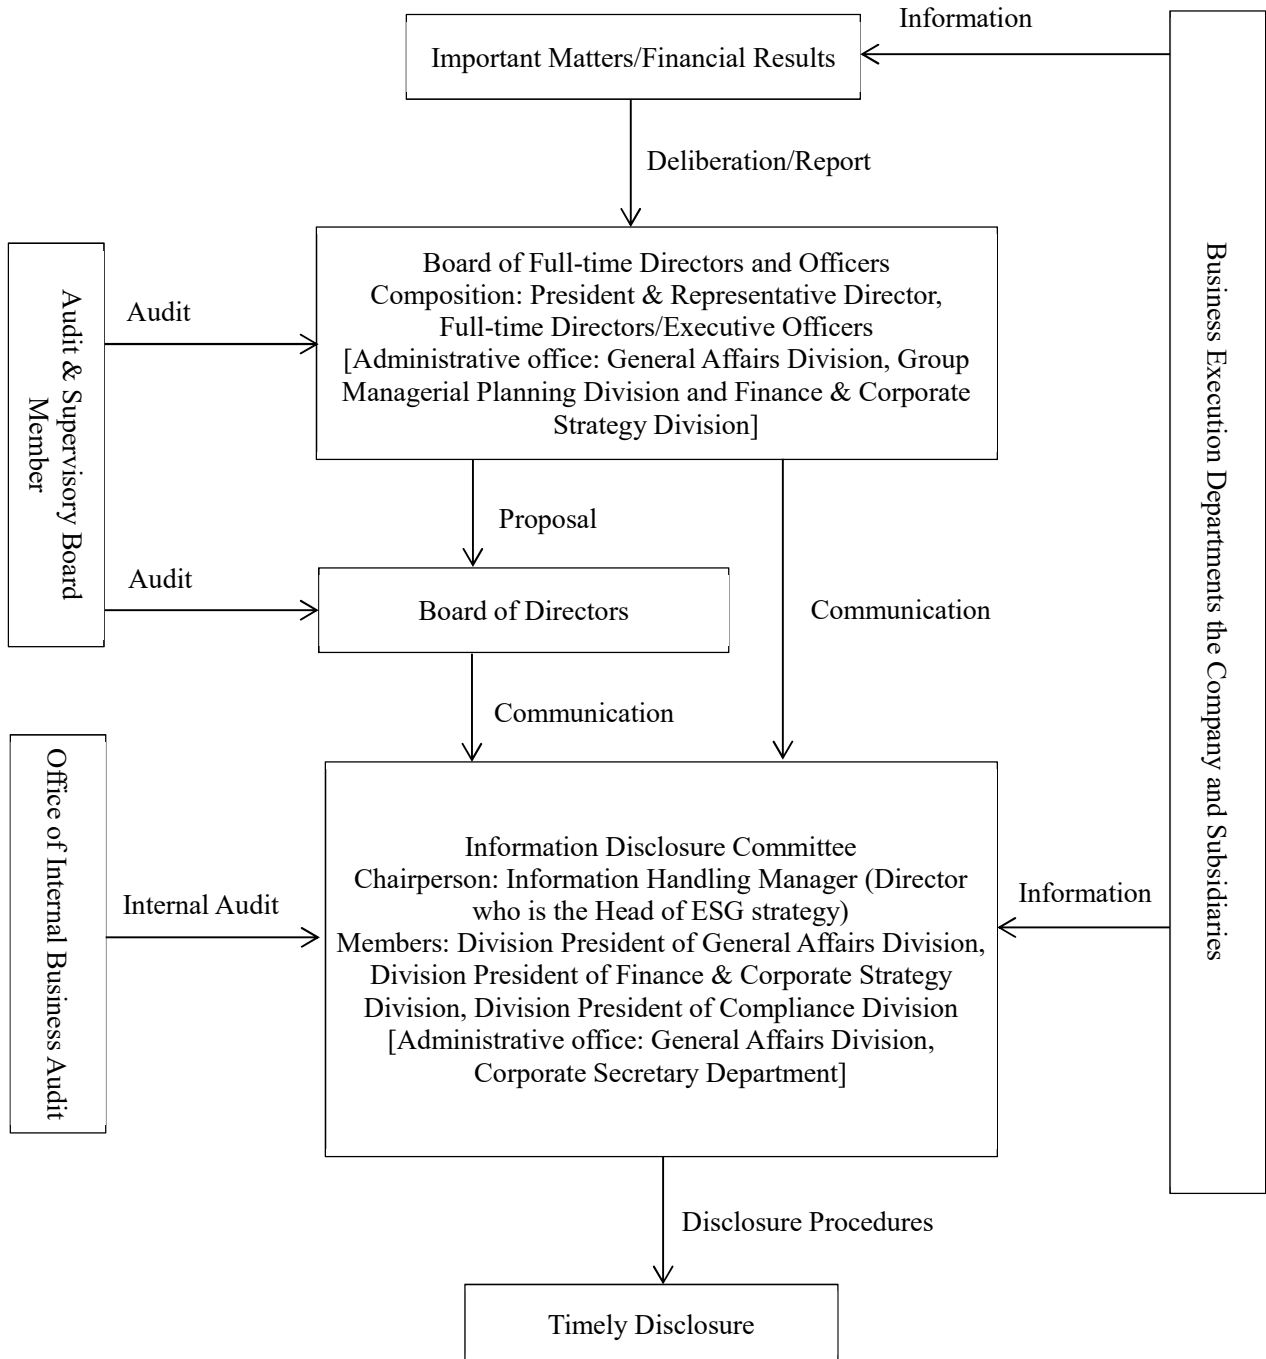 Information
Important Matters/Financial Results
Deliberation/Report
Board of Full-time Directors and Officers
Composition: President & Representative Director,
Full-time Directors/Executive Officers
[Administrative office: General Affairs Division, Group
Managerial Planning Division and Finance & Corporate
Strategy Division]
Audit
Audit & Supervisory Board
Member
Proposal
Audit
Board of Directors
Communication
Communication
Business Execution Departments the Company and Subsidiaries
Office of Internal Business Audit
Internal Audit
Information Disclosure Committee
Chairperson: Information Handling Manager (Director
who is the Head of ESG strategy)
Members: Division President of General Affairs Division,
Division President of Finance & Corporate Strategy
Division, Division President of Compliance Division
[Administrative office: General Affairs Division,
Corporate Secretary Department]
Information
Disclosure Procedures
Timely Disclosure